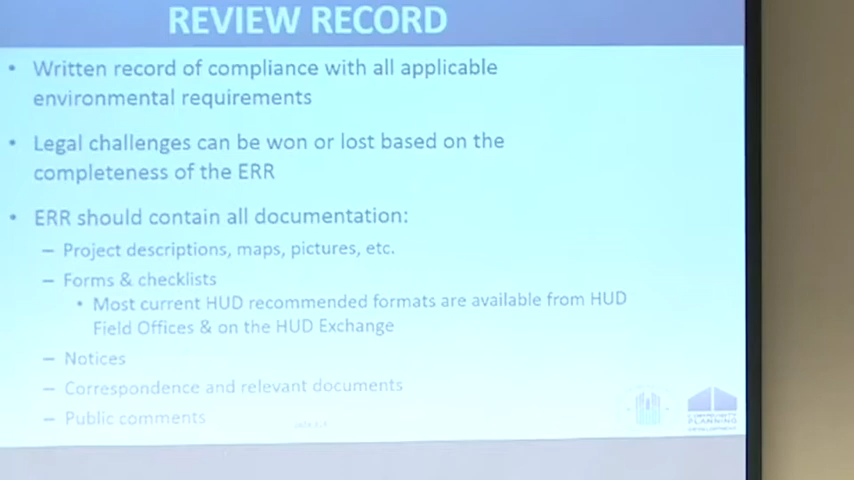 REVIEW RECORD
• Written record of compliance with all applicable
environmental requirements
• Legal challenges can be won or lost based on the
completeness of the ERR
• ERR should contain all documentation:
– Project descriptions, maps, pictures, etc.
– Forms & checklists
• Most current HUD recommended formats are available from HUD
Field Offices & on the HUD Exchange
– Notices
– Correspondence and relevant documents
– Public comments
COMMUNITY
PLANNING
DEVELOPMENT